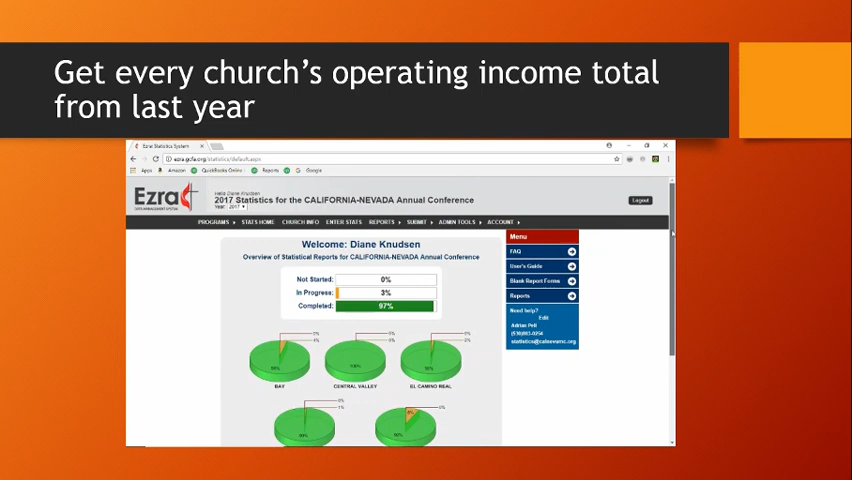 Get every church's operating income total
from last year
Ezra: Statistics System
ezra.gcfa.org/statistics/default.aspx
Apps Amazon QuickBooks Online Reports Google
Ezra
Hello Diane Knudsen
2017 Statistics for the CALIFORNIA-NEVADA Annual Conference
Year: 2017
Logout
PROGRAMS STATS HOME CHURCH INFO ENTER STATS REPORTS SUBMIT ADMIN TOOLS ACCOUNT
Welcome: Diane Knudsen
Overview of Statistical Reports for CALIFORNIA-NEVADA Annual Conference
Not Started: 0%
In Progress: 3%
Completed: 97%
BAY
CENTRAL VALLEY
EL CAMINO REAL
Menu
FAQ
User's Guide
Blank Report Forms
Reports
Need help?
Edit
Adrian Pell
statistics@calnevumc.org